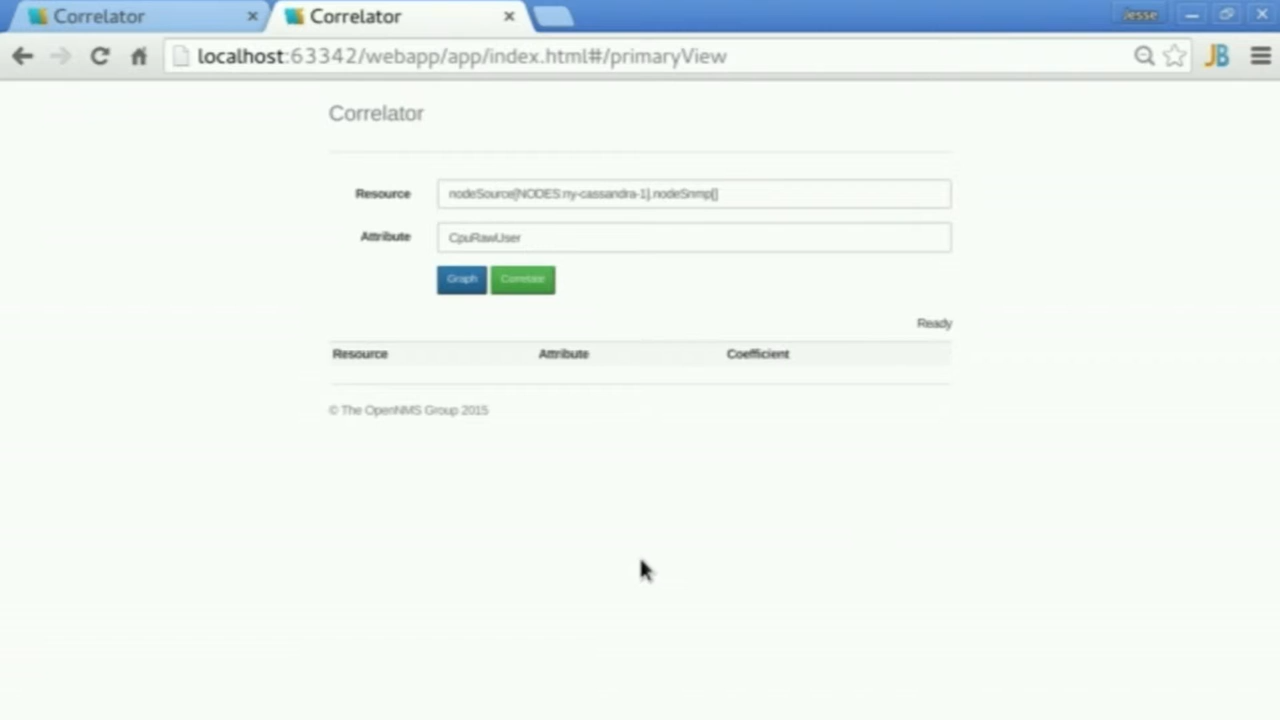 Correlator
Correlator
Jesse
localhost:63342/webapp/app/index.html#/primaryView
JB
Correlator
Resource
nodeSource[NODES:ny-cassandra-1].nodeSnmp[]
Attribute
CpuRawUser
Graph
Correlate
Ready
Resource Attribute Coefficient
© The OpenNMS Group 2015